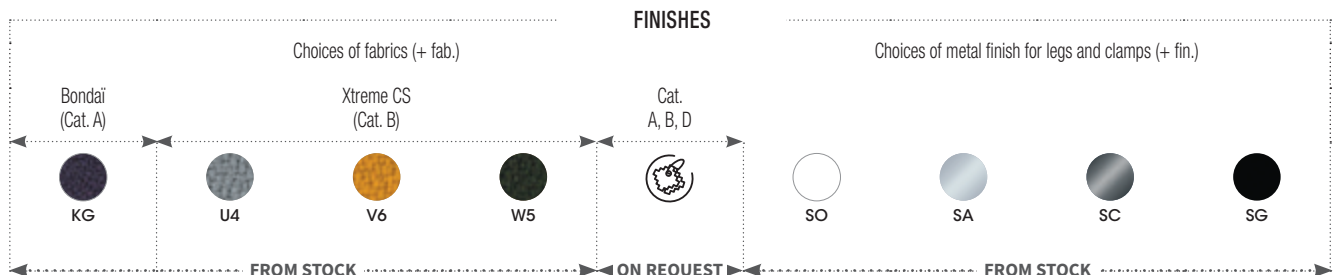 FINISHES
Choices of fabrics (+ fab.)
Choices of metal finish for legs and clamps (+ fin.)
Bondaï
(Cat. A)
Xtreme CS
(Cat. B)
Cat.
A, B, D
KG
U4
V6
W5
SO
SA
SC
SG
FROM STOCK
ON REQUEST
FROM STOCK